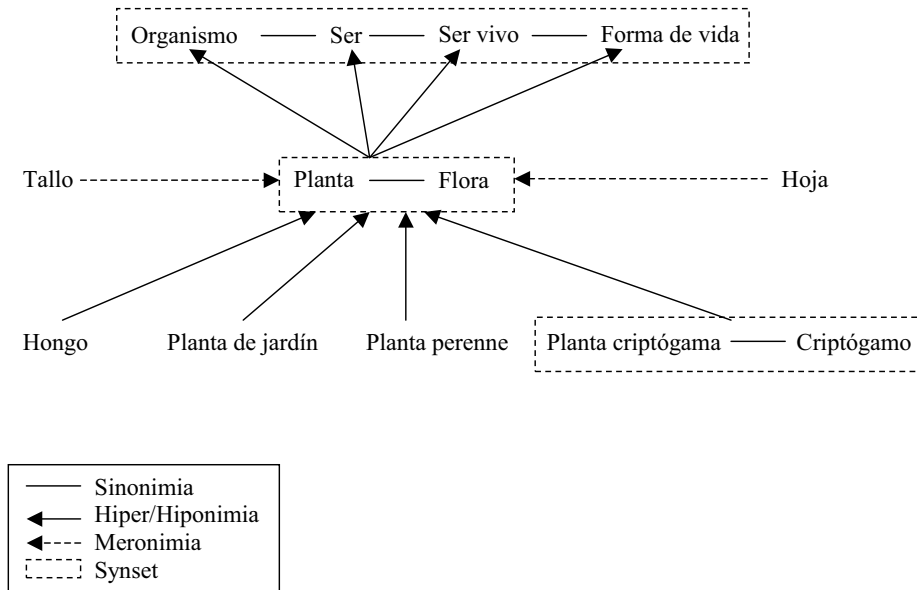 Organismo Ser Ser vivo Forma de vida
Tallo Planta Flora Hoja
Hongo Planta de jardín Planta perenne Planta criptógama Criptógamo
Sinonimia
Hiper/Hiponimia
Meronimia
Synset